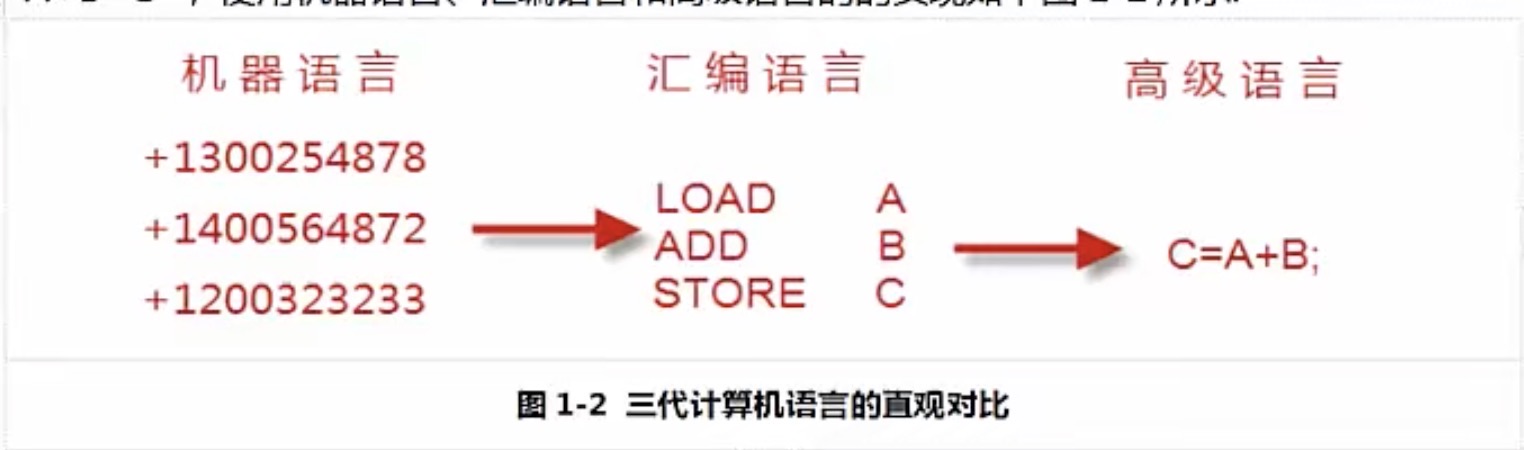 机器语言
汇编语言
高级语言
+1300254878
+1400564872
+1200323233
LOAD A
ADD B
STORE C
C=A+B;
图 1-2 三代计算机语言的直观对比